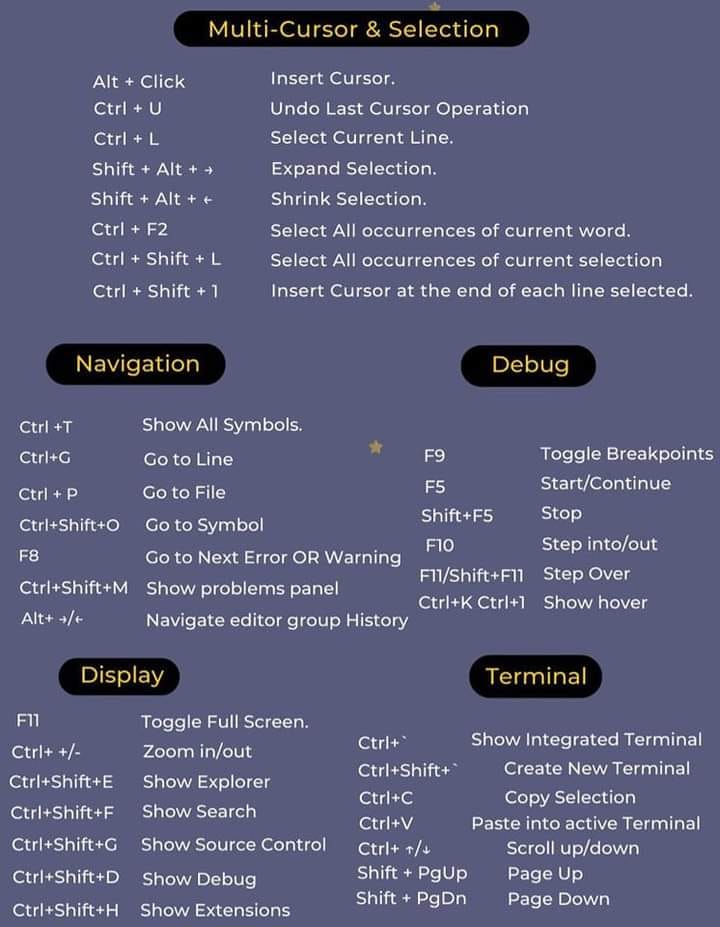 Multi-Cursor & Selection
Alt + Click Insert Cursor.
Ctrl + U Undo Last Cursor Operation
Ctrl + L Select Current Line.
Shift + Alt + → Expand Selection.
Shift + Alt + ← Shrink Selection.
Ctrl + F2 Select All occurrences of current word.
Ctrl + Shift + L Select All occurrences of current selection
Ctrl + Shift + 1 Insert Cursor at the end of each line selected.
Navigation
Ctrl +T Show All Symbols.
Ctrl+G Go to Line
Ctrl + P Go to File
Ctrl+Shift+O Go to Symbol
F8 Go to Next Error OR Warning
Ctrl+Shift+M Show problems panel
Alt+ →/← Navigate editor group History
Debug
F9 Toggle Breakpoints
F5 Start/Continue
Shift+F5 Stop
F10 Step into/out
F11/Shift+F11 Step Over
Ctrl+K Ctrl+1 Show hover
Display
F11 Toggle Full Screen.
Ctrl+ +/- Zoom in/out
Ctrl+Shift+E Show Explorer
Ctrl+Shift+F Show Search
Ctrl+Shift+G Show Source Control
Ctrl+Shift+D Show Debug
Ctrl+Shift+H Show Extensions
Terminal
Ctrl+` Show Integrated Terminal
Ctrl+Shift+` Create New Terminal
Ctrl+C Copy Selection
Ctrl+V Paste into active Terminal
Ctrl+ ↑/↓ Scroll up/down
Shift + PgUp Page Up
Shift + PgDn Page Down